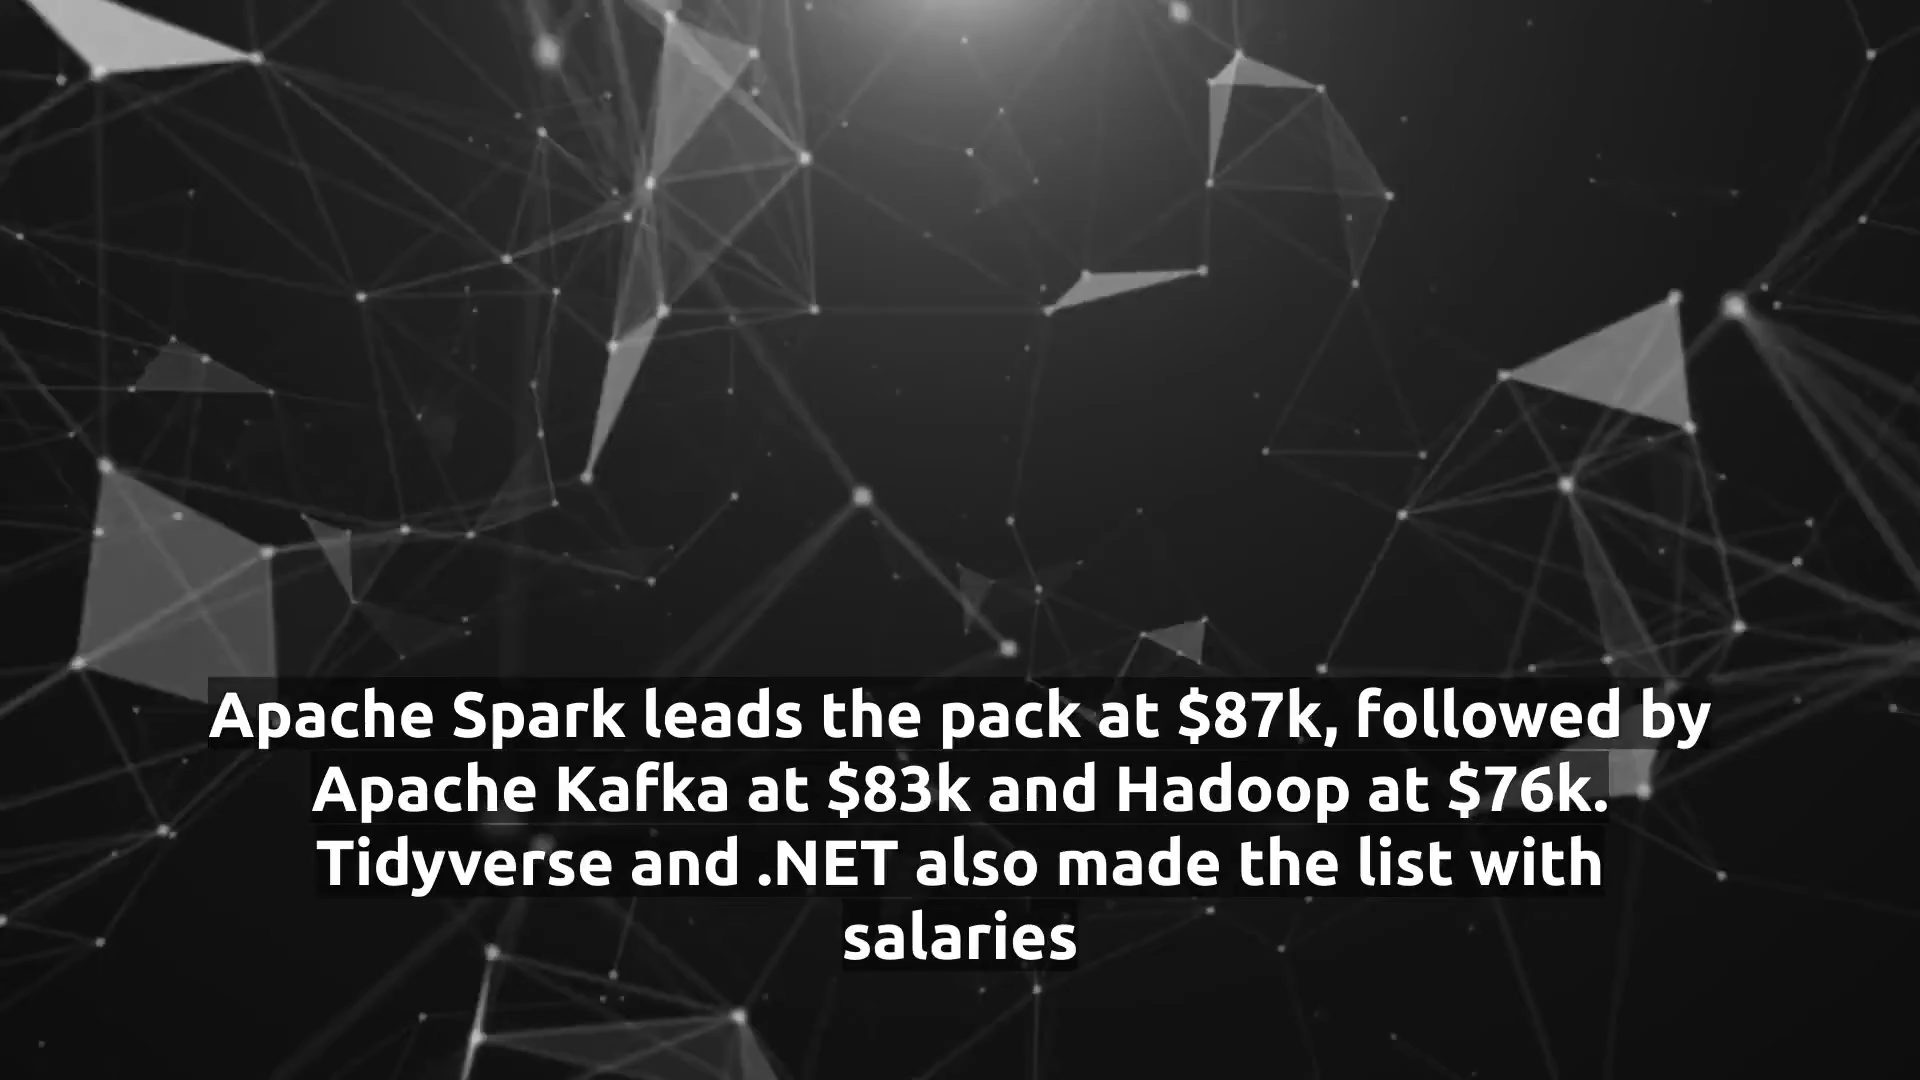 Apache Spark leads the pack at $87k, followed by
Apache Kafka at $83k and Hadoop at $76k.
Tidyverse and .NET also made the list with
salaries